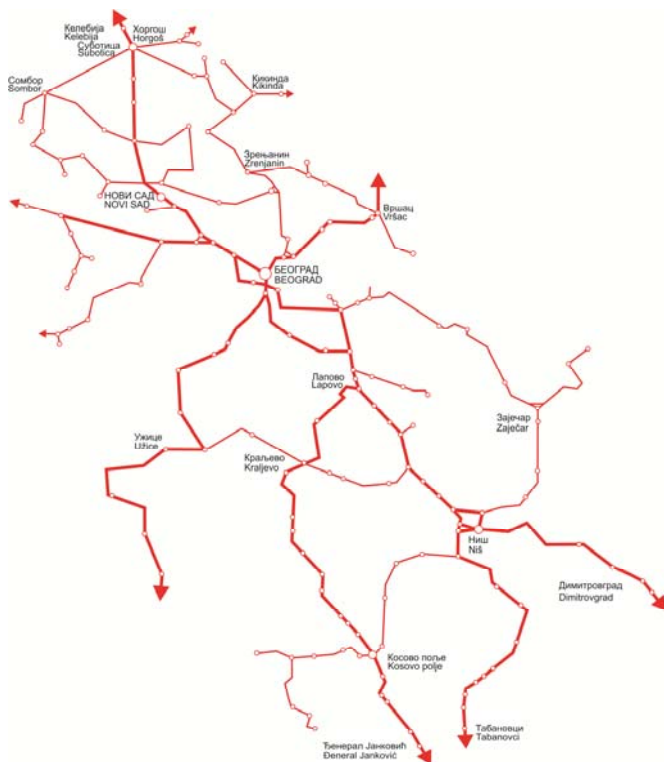 Келебија
Kelebija
Хоргош
Horgoš
Суботица
Subotica
Сомбор
Sombor
Кикинда
Kikinda
Зрењанин
Zrenjanin
НОВИ САД
NOVI SAD
Вршац
Vršac
БЕОГРАД
BEOGRAD
Лапово
Lapovo
Зајечар
Zaječar
Ужице
Užice
Краљево
Kraljevo
Ниш
Niš
Димитровград
Dimitrovgrad
Косово поље
Kosovo polje
Табановци
Tabanovci
Ђенерал Јанковић
Đeneral Janković